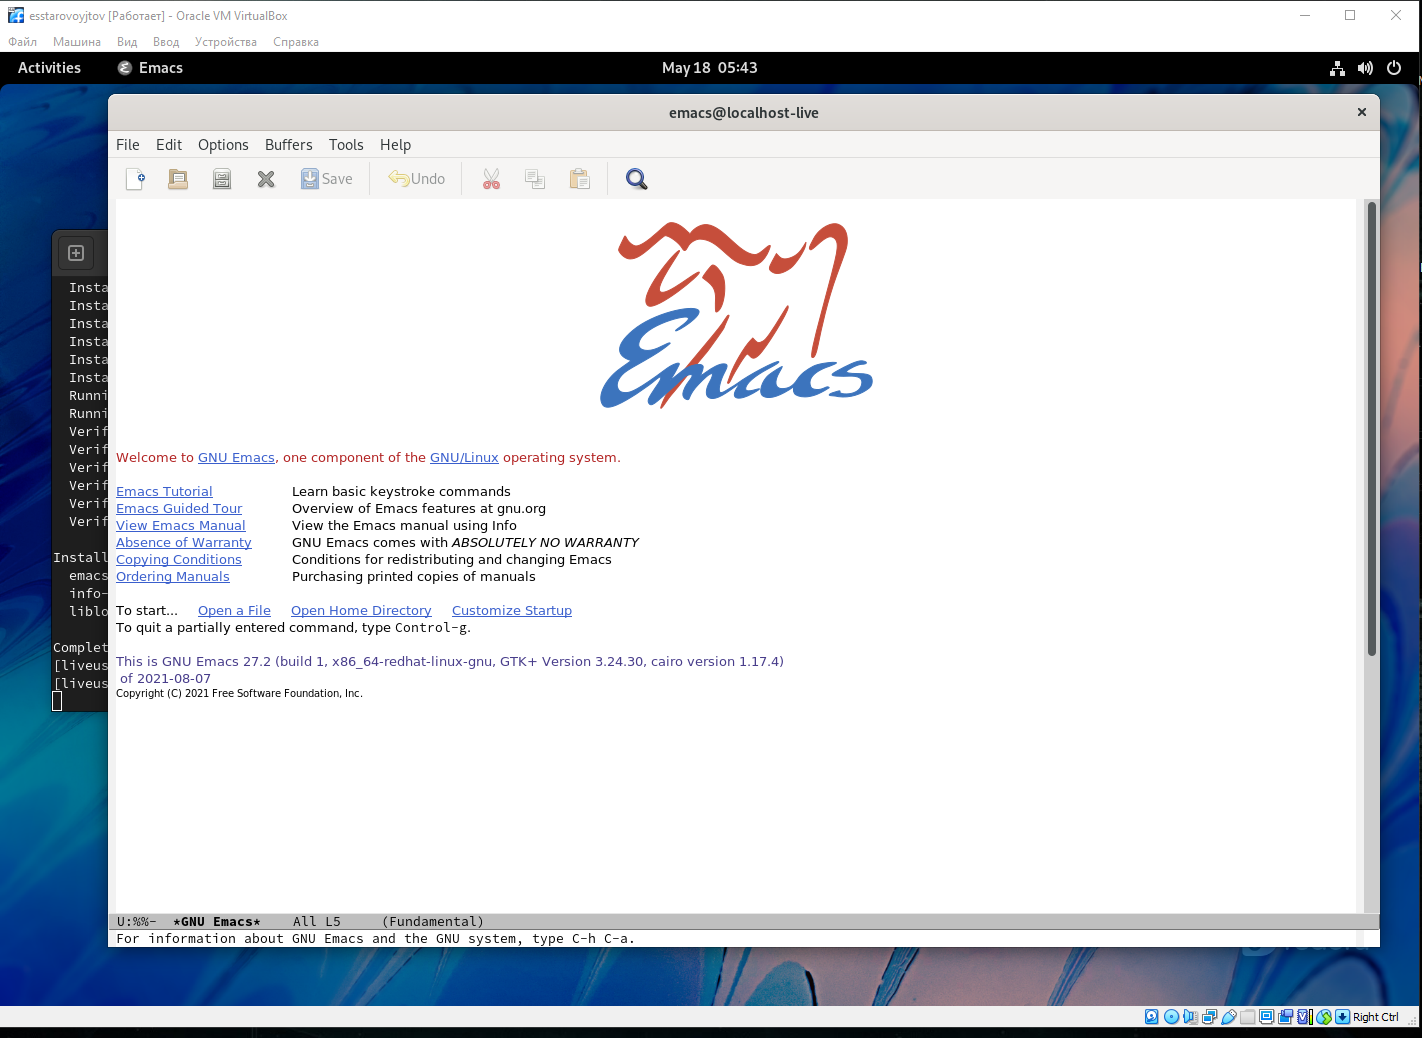 esstarovoyjtov [Работает] - Oracle VM VirtualBox
Файл Машина Вид Ввод Устройства Справка
Activities Emacs May 18 05:43
emacs@localhost-live
File Edit Options Buffers Tools Help
Save Undo
Emacs
Insta
Insta
Insta
Insta
Insta
Insta
Runni
Runni
Verif
Verif
Verif
Verif
Verif
Verif
Install
emacs
info-
liblo
Complet
[liveus
[liveus
Welcome to GNU Emacs, one component of the GNU/Linux operating system.
Emacs Tutorial Learn basic keystroke commands
Emacs Guided Tour Overview of Emacs features at gnu.org
View Emacs Manual View the Emacs manual using Info
Absence of Warranty GNU Emacs comes with ABSOLUTELY NO WARRANTY
Copying Conditions Conditions for redistributing and changing Emacs
Ordering Manuals Purchasing printed copies of manuals
To start... Open a File Open Home Directory Customize Startup
To quit a partially entered command, type Control-g.
This is GNU Emacs 27.2 (build 1, x86_64-redhat-linux-gnu, GTK+ Version 3.24.30, cairo version 1.17.4)
of 2021-08-07
Copyright (C) 2021 Free Software Foundation, Inc.
U:%%- *GNU Emacs* All L5 (Fundamental)
For information about GNU Emacs and the GNU system, type C-h C-a.
Right Ctrl